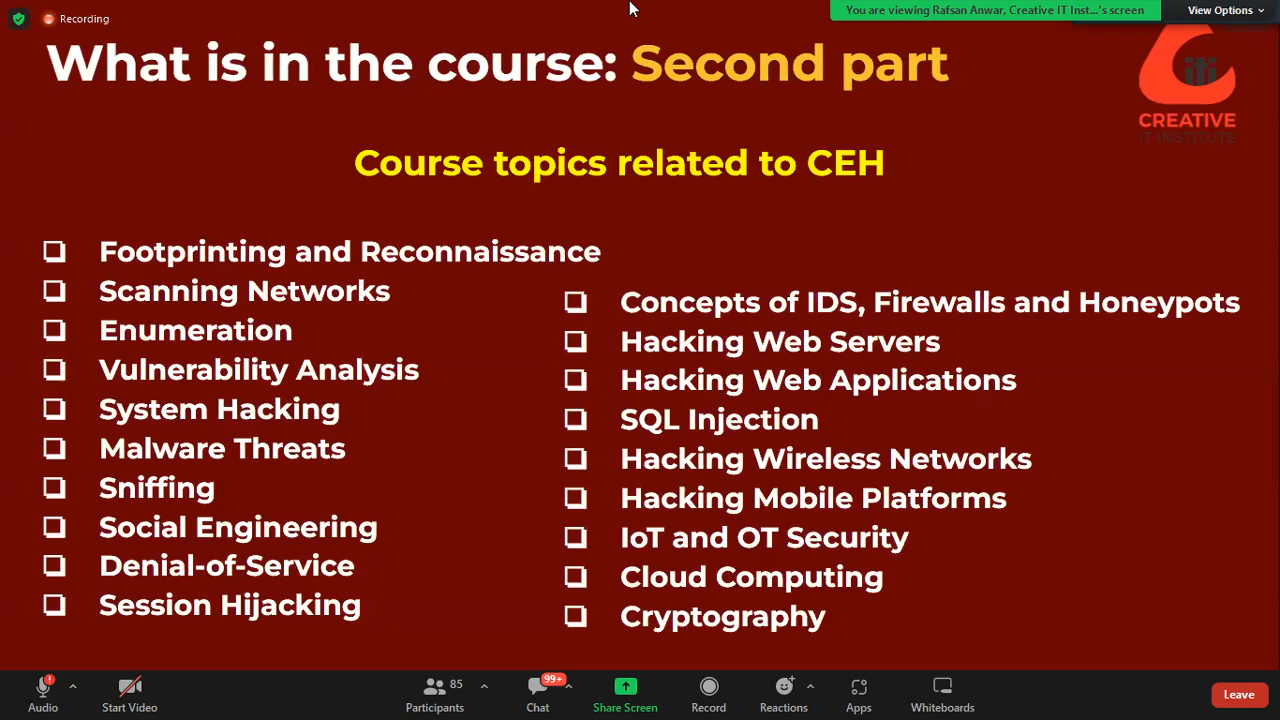 Recording
You are viewing Rafsan Anwar, Creative IT Inst...'s screen
View Options
What is in the course: Second part
CREATIVE
IT INSTITUTE
Course topics related to CEH
Footprinting and Reconnaissance
Scanning Networks
Enumeration
Vulnerability Analysis
System Hacking
Malware Threats
Sniffing
Social Engineering
Denial-of-Service
Session Hijacking
Concepts of IDS, Firewalls and Honeypots
Hacking Web Servers
Hacking Web Applications
SQL Injection
Hacking Wireless Networks
Hacking Mobile Platforms
IoT and OT Security
Cloud Computing
Cryptography
85
99+
Audio
Start Video
Participants
Chat
Share Screen
Record
Reactions
Apps
Whiteboards
Leave